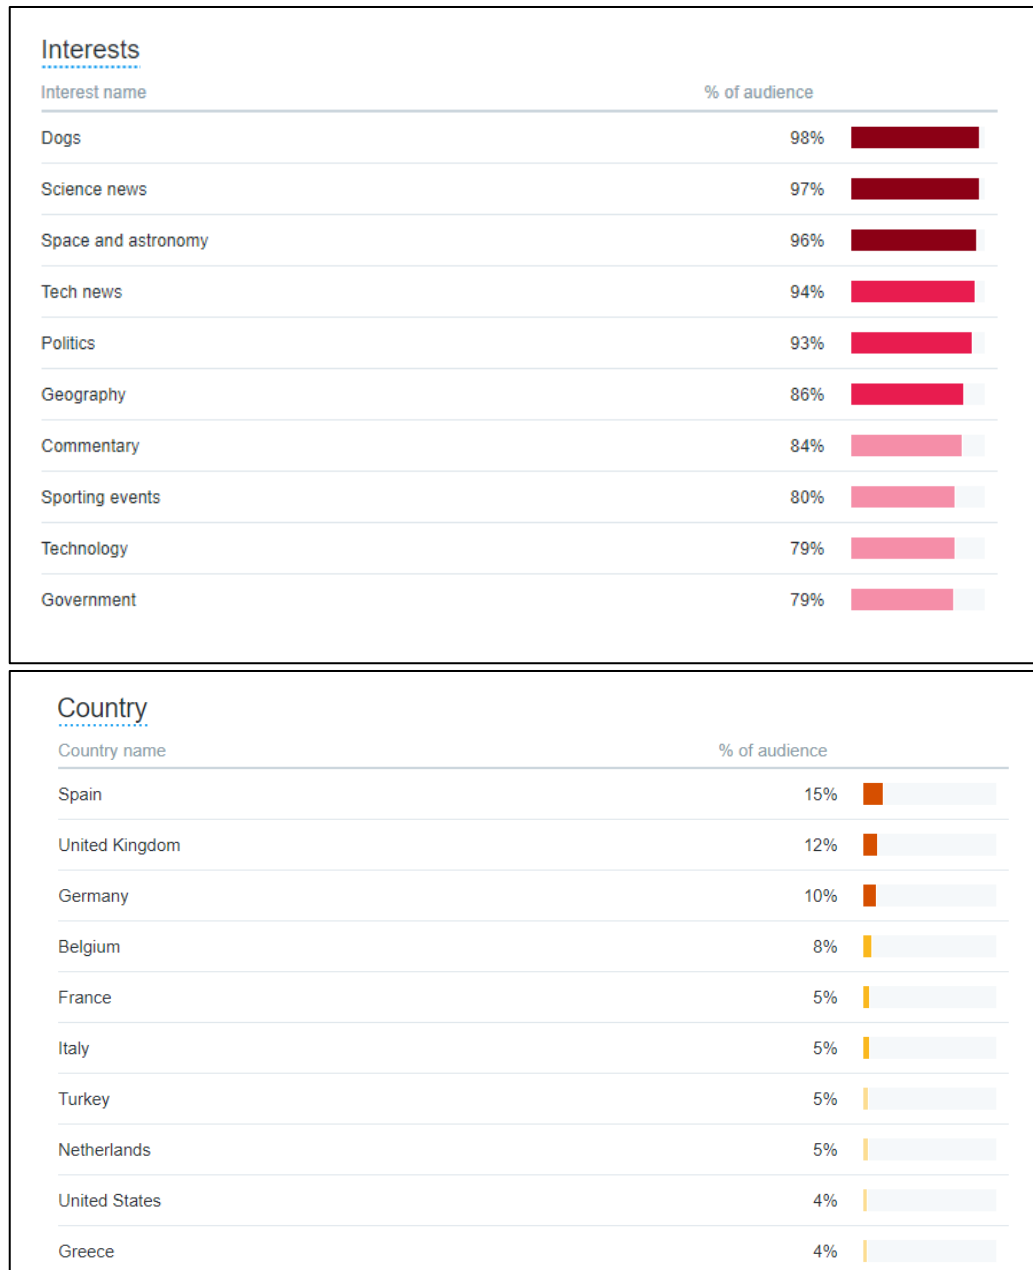 Interests
Interest name % of audience
Dogs 98%
Science news 97%
Space and astronomy 96%
Tech news 94%
Politics 93%
Geography 86%
Commentary 84%
Sporting events 80%
Technology 79%
Government 79%
Country
Country name % of audience
Spain 15%
United Kingdom 12%
Germany 10%
Belgium 8%
France 5%
Italy 5%
Turkey 5%
Netherlands 5%
United States 4%
Greece 4%